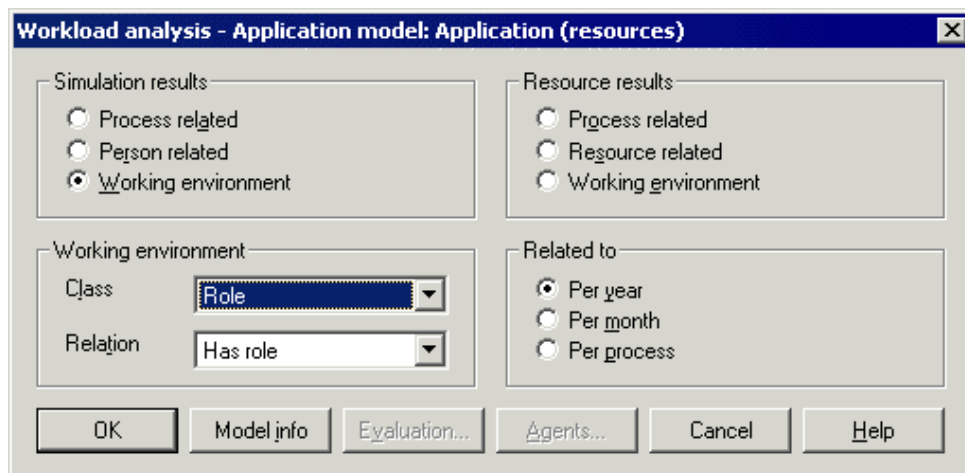 Workload analysis - Application model: Application (resources)
Simulation results
Process related
Person related
Working environment
Resource results
Process related
Resource related
Working environment
Working environment
Class
Role
Relation
Has role
Related to
Per year
Per month
Per process
OK
Model info
Evaluation...
Agents...
Cancel
Help